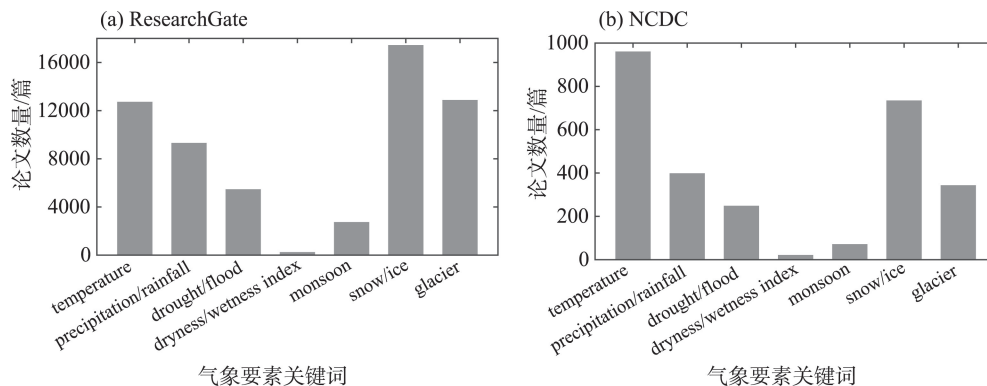 (a) ResearchGate
论文数量/篇
16000
12000
8000
4000
0
temperature
precipitation/rainfall
drought/flood
dryness/wetness index
monsoon
snow/ice
glacier
气象要素关键词
(b) NCDC
论文数量/篇
1000
800
600
400
200
0
temperature
precipitation/rainfall
drought/flood
dryness/wetness index
monsoon
snow/ice
glacier
气象要素关键词